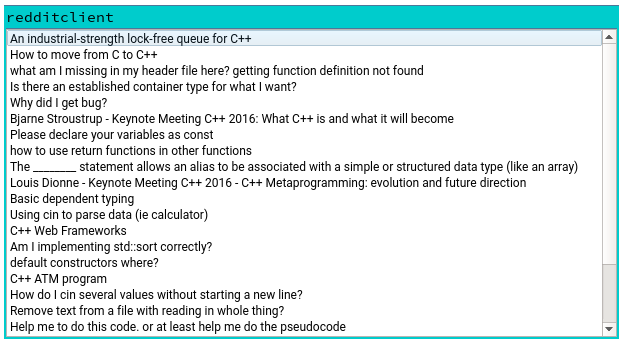 redditclient
An industrial-strength lock-free queue for C++
How to move from C to C++
what am I missing in my header file here? getting function definition not found
Is there an established container type for what I want?
Why did I get bug?
Bjarne Stroustrup - Keynote Meeting C++ 2016: What C++ is and what it will become
Please declare your variables as const
how to use return functions in other functions
The _______ statement allows an alias to be associated with a simple or structured data type (like an array)
Louis Dionne - Keynote Meeting C++ 2016 - C++ Metaprogramming: evolution and future direction
Basic dependent typing
Using cin to parse data (ie calculator)
C++ Web Frameworks
Am I implementing std::sort correctly?
default constructors where?
C++ ATM program
How do I cin several values without starting a new line?
Remove text from a file with reading in whole thing?
Help me to do this code. or at least help me do the pseudocode